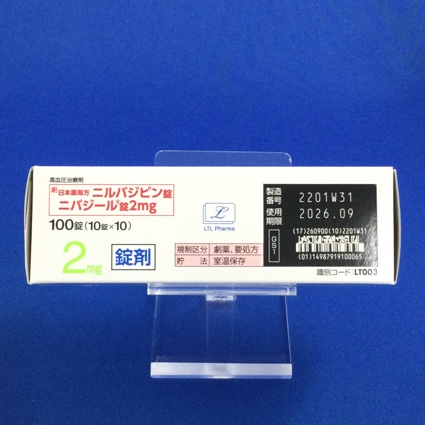 高血圧治療剤
劇 日本薬局方 ニルバジピン錠
ニバジール®錠2mg
100錠(10錠×10)
2mg
錠剤
L
LTL Pharma
規制区分 劇薬、要処方
貯法 室温保存
製造番号 2201W31
使用期限 2026.09
GS1
(17)260900(10)2201W31
(01)14987919100065
識別コード:LT003